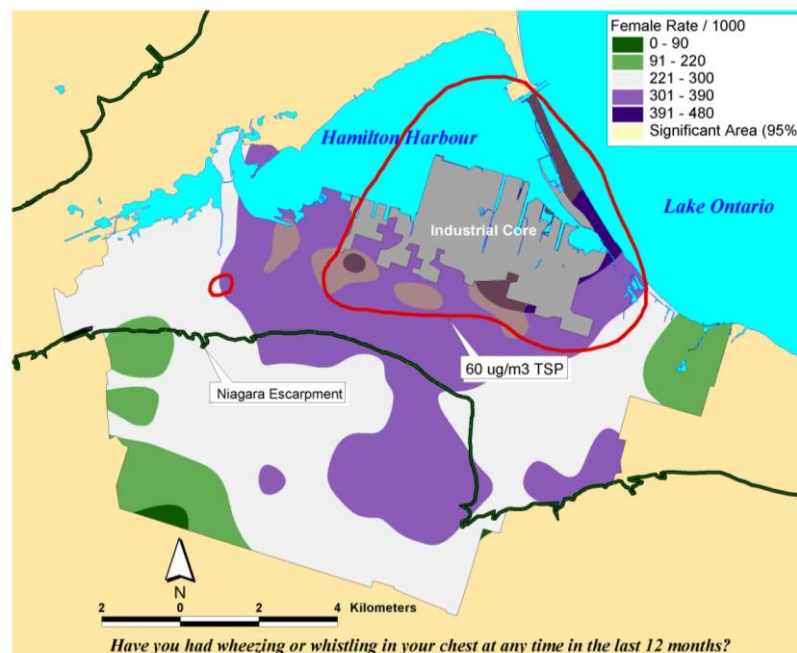 Female Rate / 1000
0 - 90
91 - 220
221 - 300
301 - 390
391 - 480
Significant Area (95%
Hamilton Harbour
Lake Ontario
Industrial Core
60 ug/m3 TSP
Niagara Escarpment
N
2 0 2 4 Kilometers
Have you had wheezing or whistling in your chest at any time in the last 12 months?